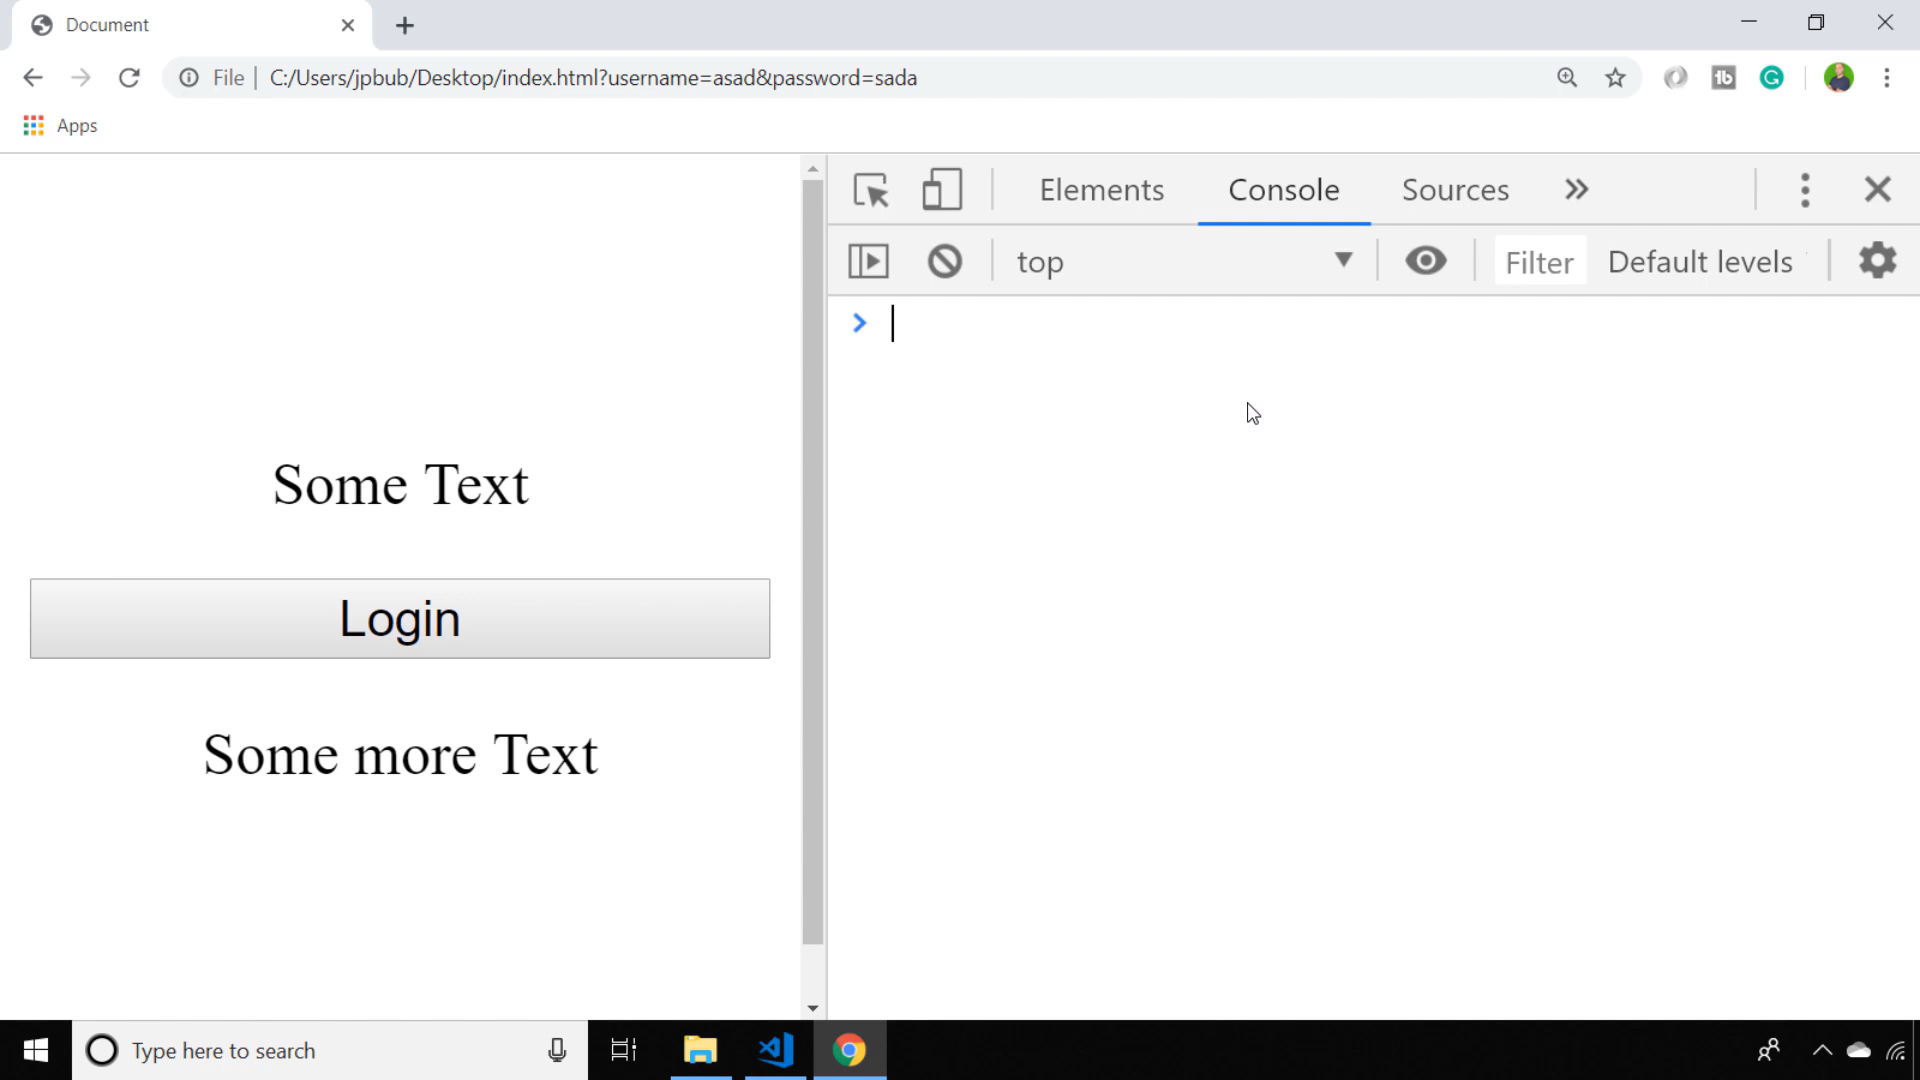 Document
File C:/Users/jpbub/Desktop/index.html?username=asad&password=sada
Apps
Elements Console Sources
top Filter Default levels
Some Text
Login
Some more Text
Type here to search